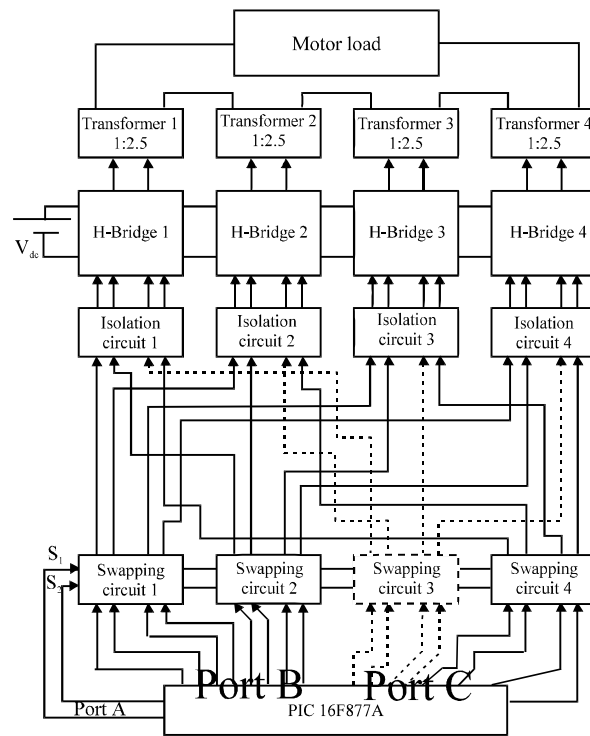 Motor load
Transformer 1
1:2.5
Transformer 2
1:2.5
Transformer 3
1:2.5
Transformer 4
1:2.5
H-Bridge 1
H-Bridge 2
H-Bridge 3
H-Bridge 4
Vdc
Isolation
circuit 1
Isolation
circuit 2
Isolation
circuit 3
Isolation
circuit 4
S1
S2
Swapping
circuit 1
Swapping
circuit 2
Swapping
circuit 3
Swapping
circuit 4
Port B
Port C
Port A
PIC 16F877A